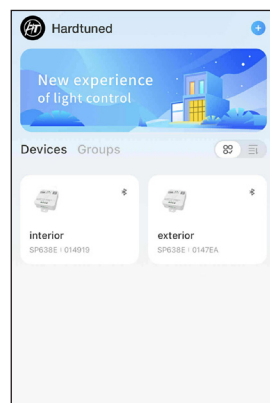 Hardtuned
New experience
of light control
Devices Groups
interior
SP638E | 014919
exterior
SP638E | 0147EA